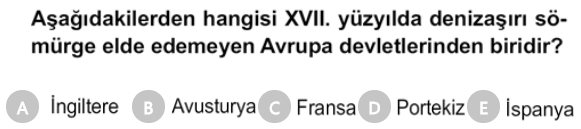 Aşağıdakilerden hangisi XVII. yüzyılda denizaşırı sö-
mürge elde edemeyen Avrupa devletlerinden biridir?
A İngiltere B Avusturya C Fransa D Portekiz E İspanya